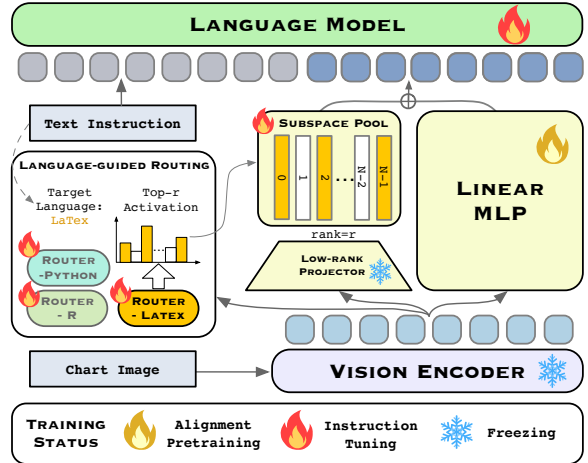 LANGUAGE MODEL
Text Instruction
SUBSPACE POOL
0
1
2
...
N-2
N-1
rank=r
LINEAR
MLP
LANGUAGE-GUIDED ROUTING
Target
Language:
LaTex
Top-r
Activation
...
ROUTER
-PYTHON
ROUTER
- R
ROUTER
- LATEX
LOW-RANK
PROJECTOR
Chart Image
VISION ENCODER
TRAINING
STATUS
Alignment
Pretraining
Instruction
Tuning
Freezing